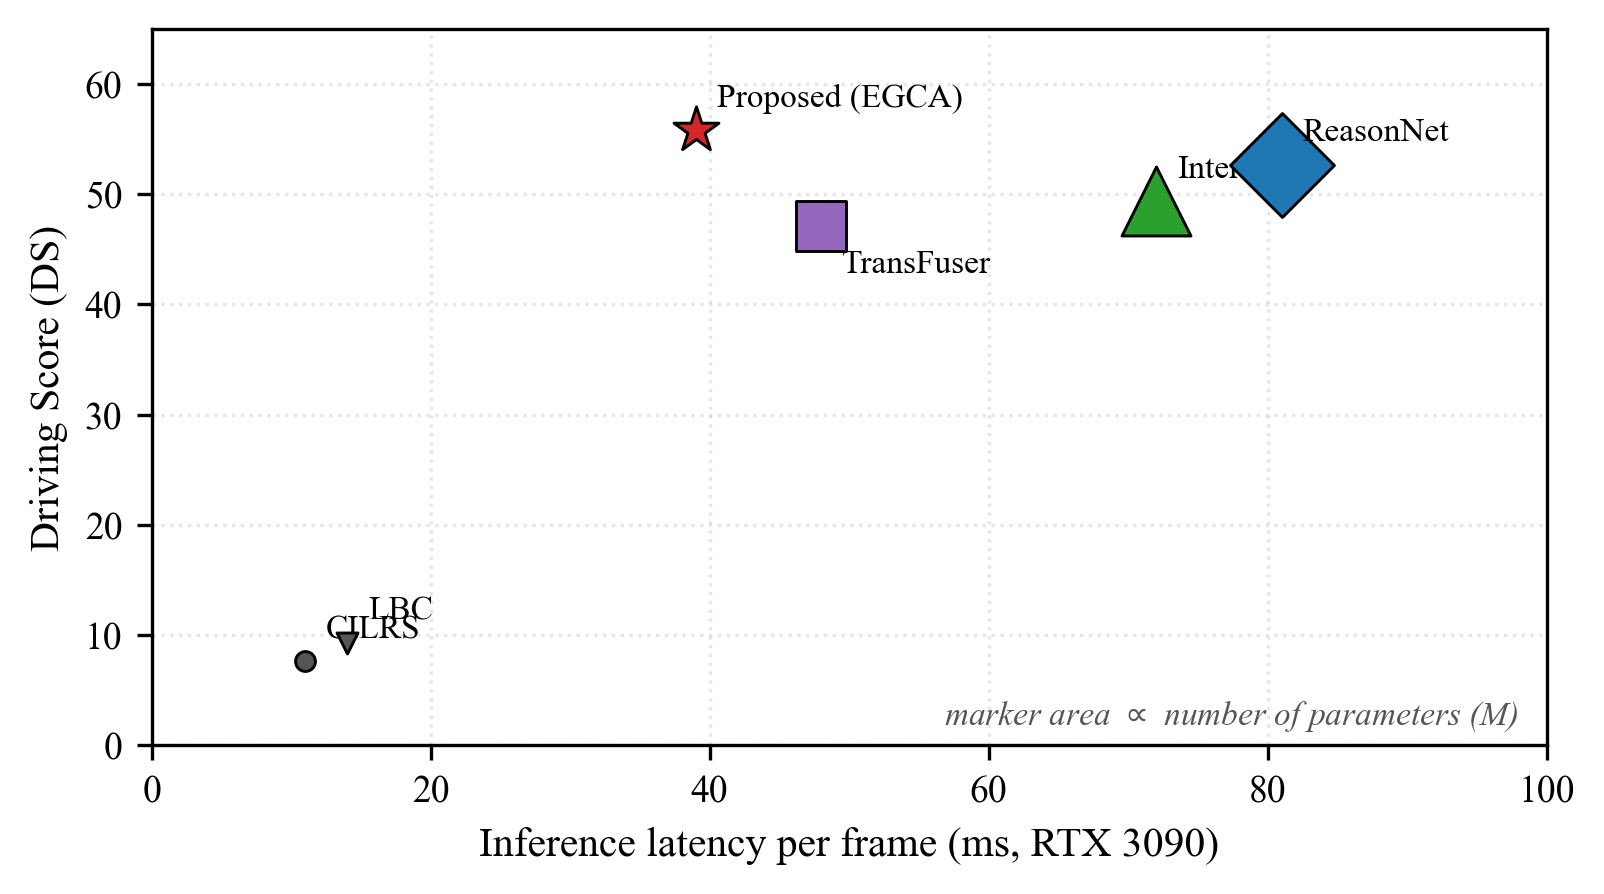 60
50
40
30
20
10
0
Driving Score (DS)
Proposed (EGCA)
ReasonNet
TransFuser
LBC
CILRS
marker area ∝ number of parameters (M)
0 20 40 60 80 100
Inference latency per frame (ms, RTX 3090)